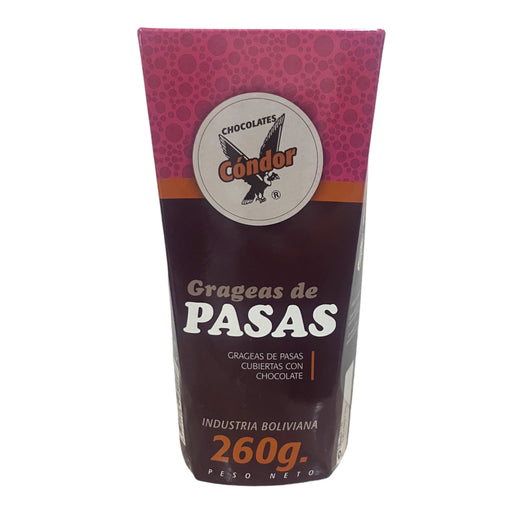 CHOCOLATES
Cóndor
®
Grageas de
PASAS
GRAGEAS DE PASAS
CUBIERTAS CON
CHOCOLATE
INDUSTRIA BOLIVIANA
260g.
PESO NETO